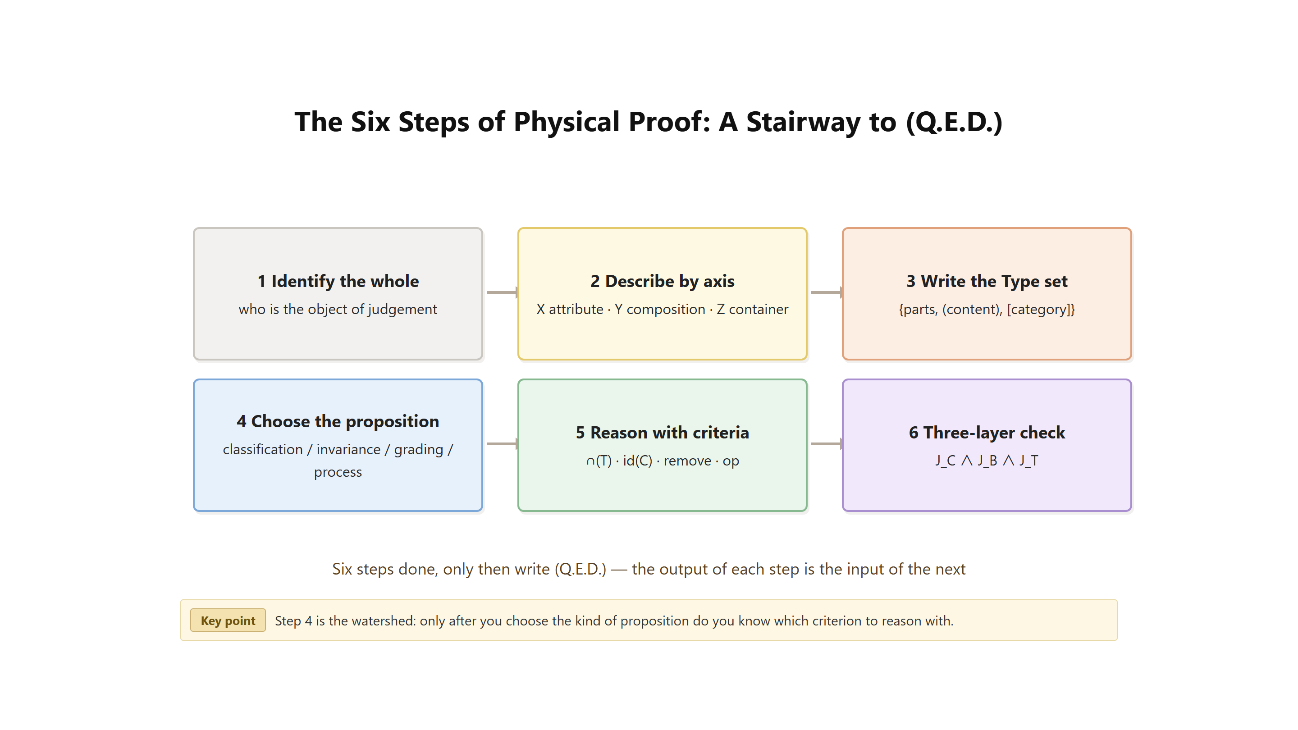 The Six Steps of Physical Proof: A Stairway to (Q.E.D.)
1 Identify the whole
who is the object of judgement
2 Describe by axis
X attribute · Y composition · Z container
3 Write the Type set
{parts, (content), [category]}
4 Choose the proposition
classification / invariance / grading /
process
5 Reason with criteria
∩(T) · id(C) · remove · op
6 Three-layer check
J_C ∧ J_B ∧ J_T
Six steps done, only then write (Q.E.D.) — the output of each step is the input of the next
Key point
Step 4 is the watershed: only after you choose the kind of proposition do you know which criterion to reason with.